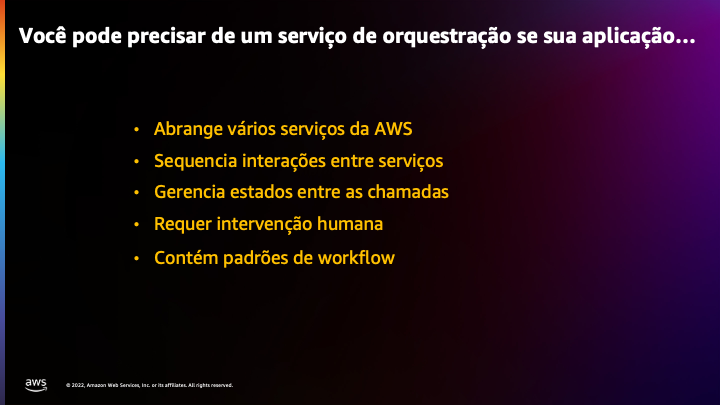 Você pode precisar de um serviço de orquestração se sua aplicação…
• Abrange vários serviços da AWS
• Sequencia interações entre serviços
• Gerencia estados entre as chamadas
• Requer intervenção humana
• Contém padrões de workflow
aws
© 2022, Amazon Web Services, Inc. or its affiliates. All rights reserved.